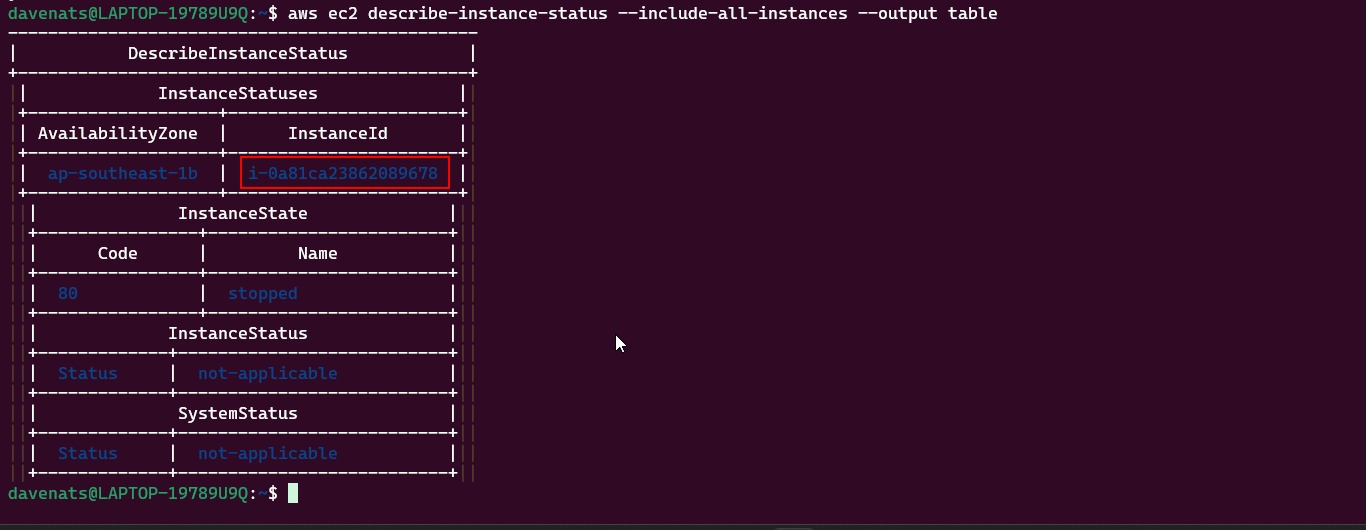 davenats@LAPTOP-19789U9Q:~$ aws ec2 describe-instance-status --include-all-instances --output table
-----------------------------------------------
|           DescribeInstanceStatus            |
+---------------------------------------------+
||             InstanceStatuses              ||
|+--------------------+----------------------+|
|| AvailabilityZone   |      InstanceId      ||
|+--------------------+----------------------+|
||  ap-southeast-1b   |  i-0a81ca23862089678 ||
|+--------------------+----------------------+|
|||              InstanceState              |||
||+----------------+------------------------+||
|||      Code      |         Name           |||
||+----------------+------------------------+||
|||  80            |  stopped               |||
||+----------------+------------------------+||
|||             InstanceStatus              |||
||+-------------+---------------------------+||
|||  Status     |  not-applicable           |||
||+-------------+---------------------------+||
|||              SystemStatus               |||
||+-------------+---------------------------+||
|||  Status     |  not-applicable           |||
||+-------------+---------------------------+||
davenats@LAPTOP-19789U9Q:~$